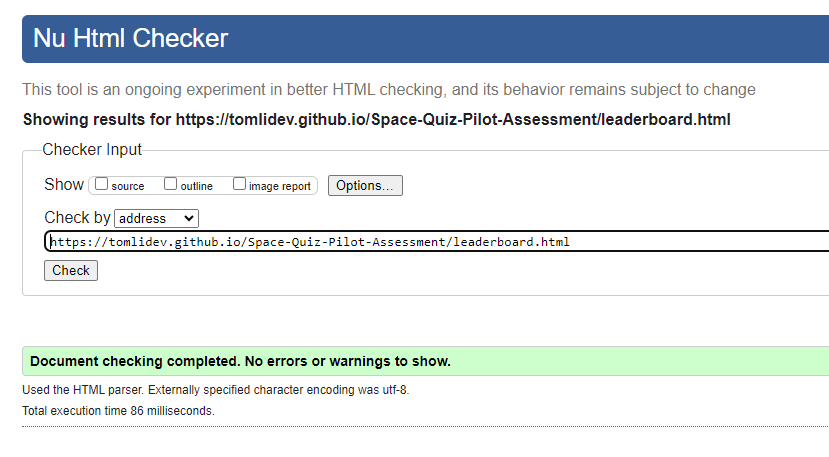 Nu Html Checker
This tool is an ongoing experiment in better HTML checking, and its behavior remains subject to change
Showing results for https://tomlidev.github.io/Space-Quiz-Pilot-Assessment/leaderboard.html
Checker Input
Show source outline image report Options...
Check by address
https://tomlidev.github.io/Space-Quiz-Pilot-Assessment/leaderboard.html
Check
Document checking completed. No errors or warnings to show.
Used the HTML parser. Externally specified character encoding was utf-8.
Total execution time 86 milliseconds.